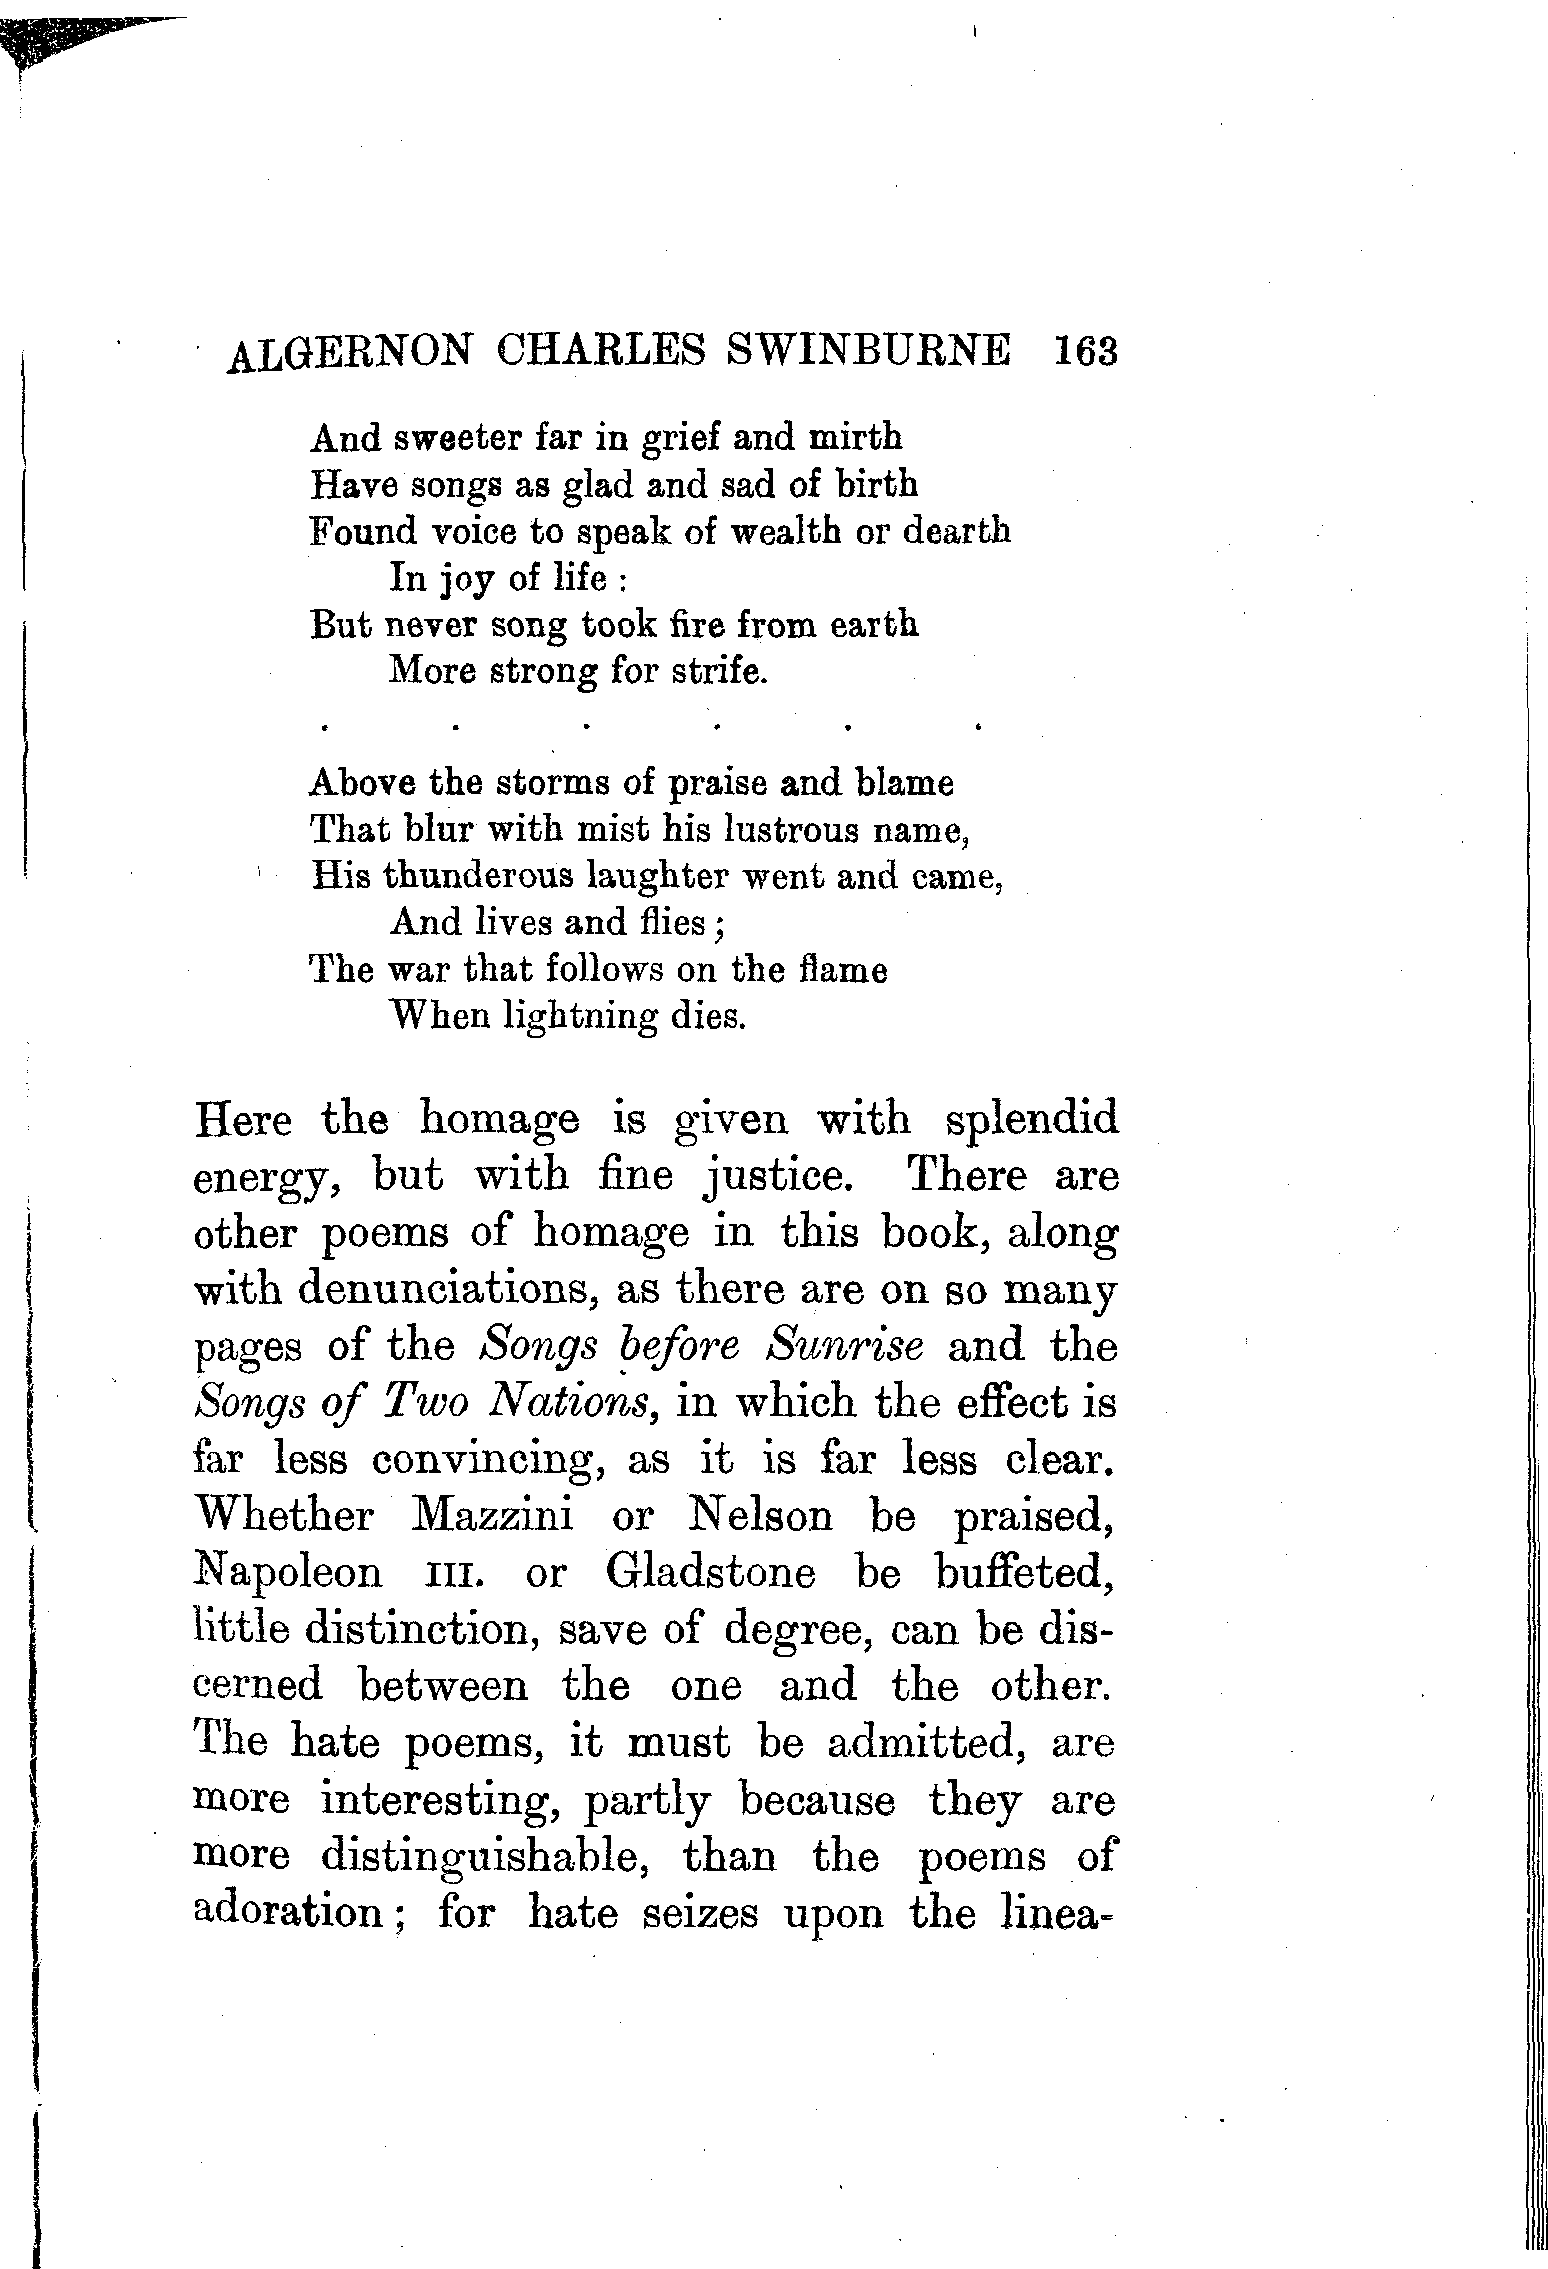 ALGERNON CHARLES SWINBURNE 163
And sweeter far in grief and mirth
Have songs as glad and sad of birth
Found voice to speak of wealth or dearth
In joy of life :
But never song took fire from earth
More strong for strife.
. . . . . .
Above the storms of praise and blame
That blur with mist his lustrous name,
His thunderous laughter went and came,
And lives and flies ;
The war that follows on the flame
When lightning dies.
Here the homage is given with splendid
energy, but with fine justice. There are
other poems of homage in this book, along
with denunciations, as there are on so many
pages of the Songs before Sunrise and the
Songs of Two Nations, in which the effect is
far less convincing, as it is far less clear.
Whether Mazzini or Nelson be praised,
Napoleon III. or Gladstone be buffeted,
little distinction, save of degree, can be dis-
cerned between the one and the other.
The hate poems, it must be admitted, are
more interesting, partly because they are
more distinguishable, than the poems of
adoration ; for hate seizes upon the linea-